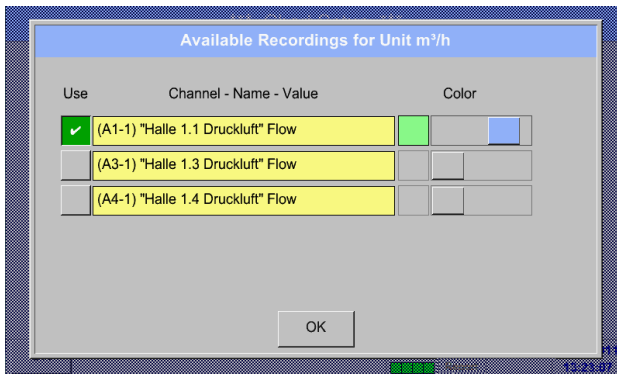 Available Recordings for Unit m³/h
Use Channel - Name - Value Color
✔ (A1-1) "Halle 1.1 Druckluft" Flow
(A3-1) "Halle 1.3 Druckluft" Flow
(A4-1) "Halle 1.4 Druckluft" Flow
OK
13:23:07